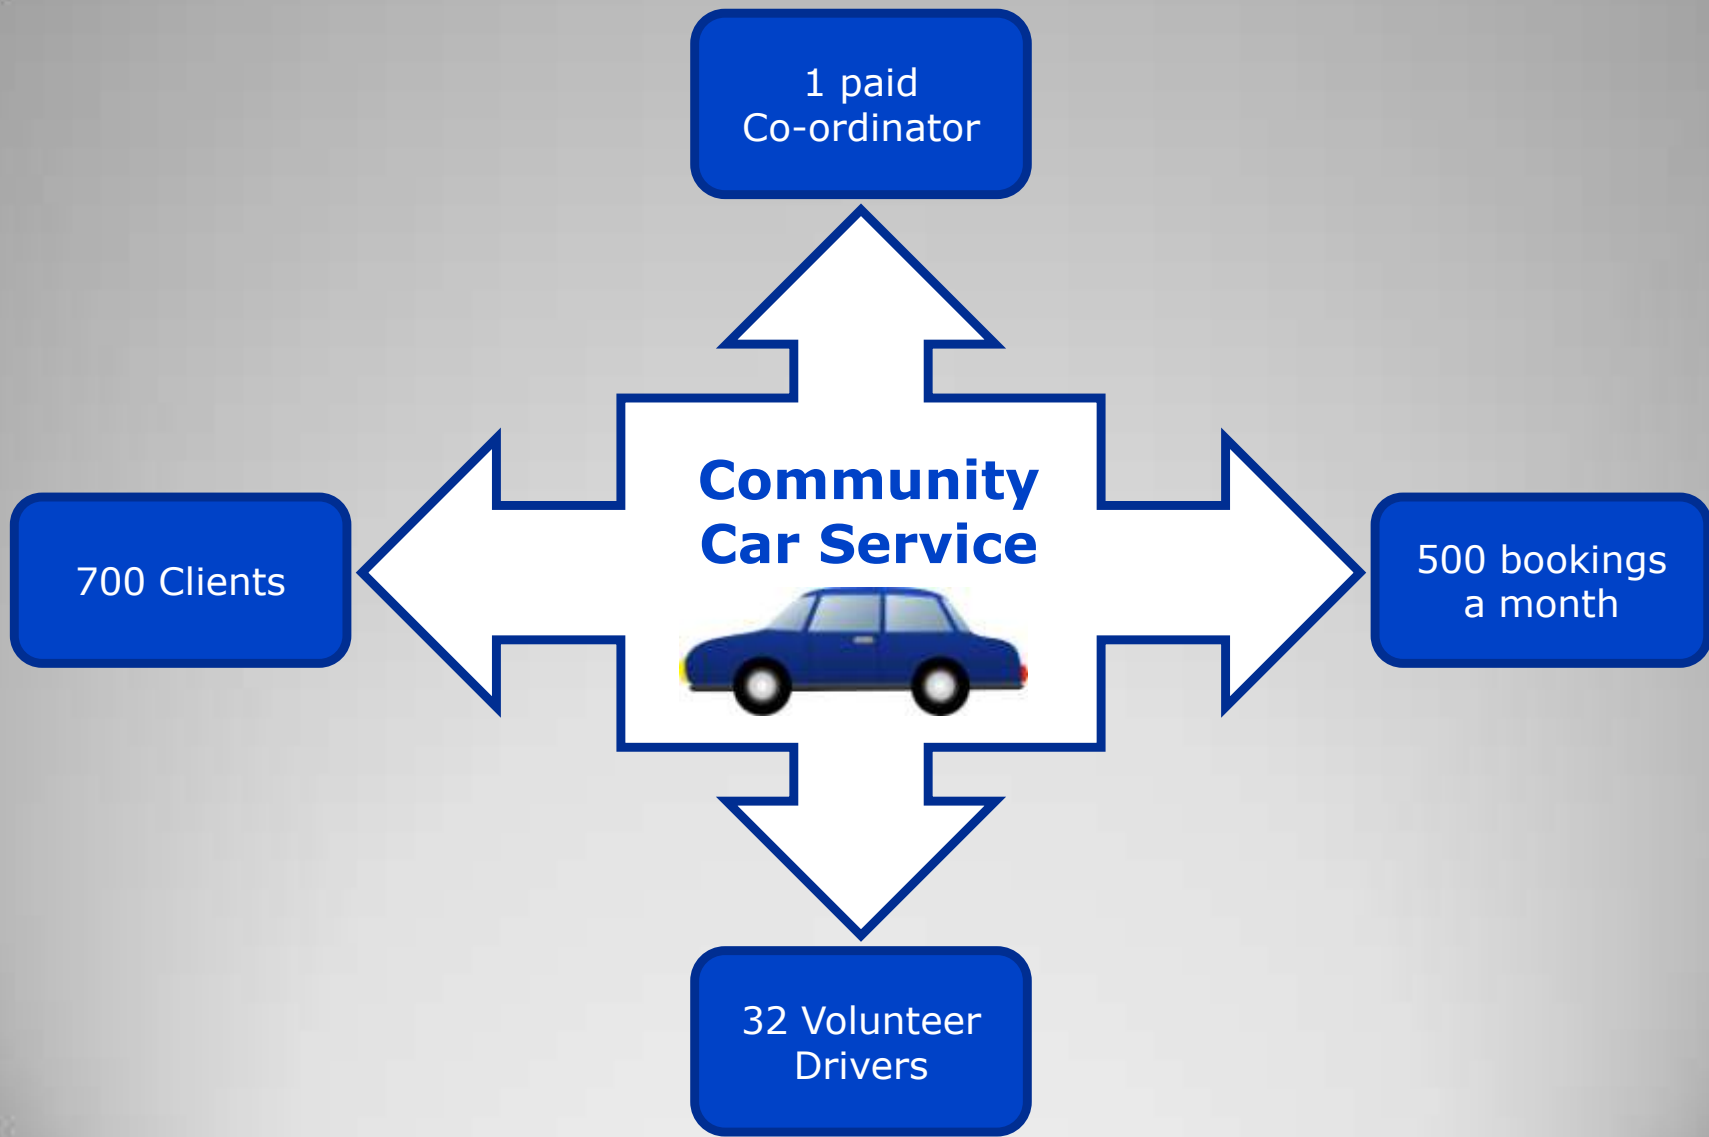 1 paid
Co-ordinator
Community
Car Service
700 Clients
500 bookings
a month
32 Volunteer
Drivers